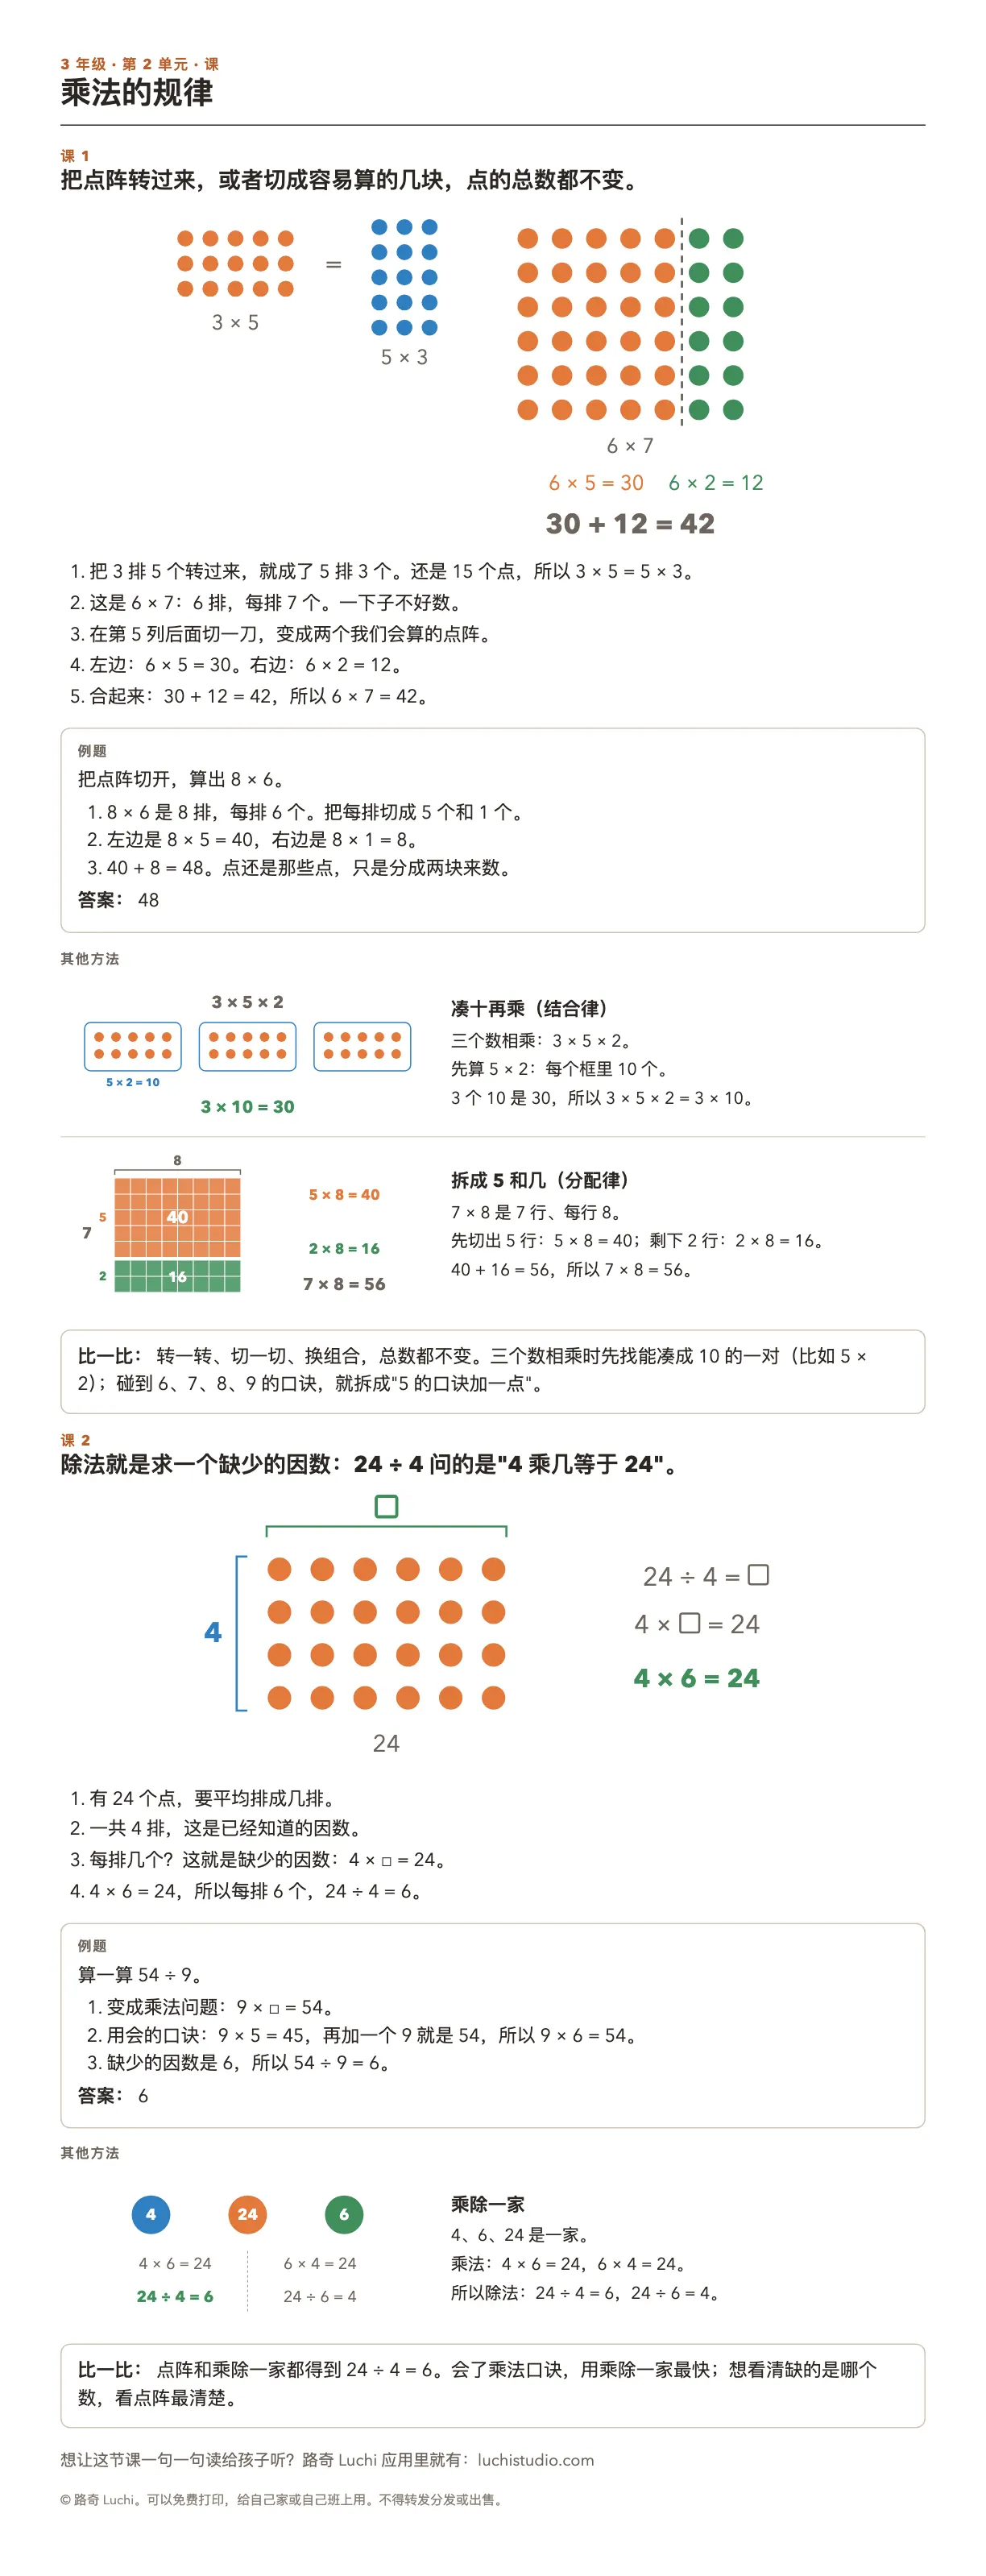 3 年级 · 第 2 单元 · 课
乘法的规律
课 1
把点阵转过来，或者切成容易算的几块，点的总数都不变。
=
3 × 5
5 × 3
6 × 7
6 × 5 = 30 6 × 2 = 12
30 + 12 = 42
1. 把 3 排 5 个转过来，就成了 5 排 3 个。还是 15 个点，所以 3 × 5 = 5 × 3。
2. 这是 6 × 7：6 排，每排 7 个。一下子不好数。
3. 在第 5 列后面切一刀，变成两个我们会算的点阵。
4. 左边：6 × 5 = 30。右边：6 × 2 = 12。
5. 合起来：30 + 12 = 42，所以 6 × 7 = 42。
例题
把点阵切开，算出 8 × 6。
1. 8 × 6 是 8 排，每排 6 个。把每排切成 5 个和 1 个。
2. 左边是 8 × 5 = 40，右边是 8 × 1 = 8。
3. 40 + 8 = 48。点还是那些点，只是分成两块来数。
答案： 48
其他方法
3 × 5 × 2
5 × 2 = 10
3 × 10 = 30
凑十再乘（结合律）
三个数相乘：3 × 5 × 2。
先算 5 × 2：每个框里 10 个。
3 个 10 是 30，所以 3 × 5 × 2 = 3 × 10。
8
7
5
40
2
16
5 × 8 = 40
2 × 8 = 16
7 × 8 = 56
拆成 5 和几（分配律）
7 × 8 是 7 行、每行 8。
先切出 5 行：5 × 8 = 40；剩下 2 行：2 × 8 = 16。
40 + 16 = 56，所以 7 × 8 = 56。
比一比： 转一转、切一切、换组合，总数都不变。三个数相乘时先找能凑成 10 的一对（比如 5 ×
2）；碰到 6、7、8、9 的口诀，就拆成"5 的口诀加一点"。
课 2
除法就是求一个缺少的因数：24 ÷ 4 问的是"4 乘几等于 24"。
□
4
24
24 ÷ 4 = □
4 × □ = 24
4 × 6 = 24
1. 有 24 个点，要平均排成几排。
2. 一共 4 排，这是已经知道的因数。
3. 每排几个？这就是缺少的因数：4 × □ = 24。
4. 4 × 6 = 24，所以每排 6 个，24 ÷ 4 = 6。
例题
算一算 54 ÷ 9。
1. 变成乘法问题：9 × □ = 54。
2. 用会的口诀：9 × 5 = 45，再加一个 9 就是 54，所以 9 × 6 = 54。
3. 缺少的因数是 6，所以 54 ÷ 9 = 6。
答案： 6
其他方法
4 24 6
4 × 6 = 24 6 × 4 = 24
24 ÷ 4 = 6 24 ÷ 6 = 4
乘除一家
4、6、24 是一家。
乘法：4 × 6 = 24，6 × 4 = 24。
所以除法：24 ÷ 4 = 6，24 ÷ 6 = 4。
比一比： 点阵和乘除一家都得到 24 ÷ 4 = 6。会了乘法口诀，用乘除一家最快；想看清缺的是哪个
数，看点阵最清楚。
想让这节课一句一句读给孩子听？路奇 Luchi 应用里就有：luchistudio.com
© 路奇 Luchi。可以免费打印，给自己家或自己班上用。不得转发分发或出售。